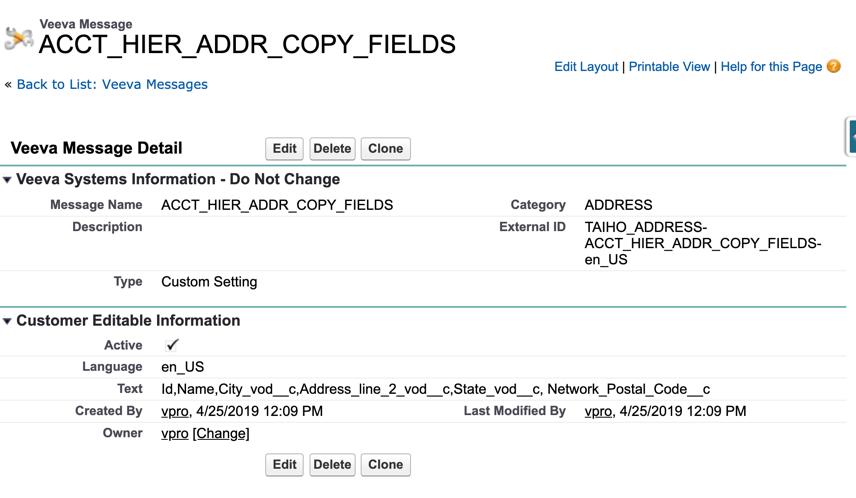 Veeva Message
ACCT_HIER_ADDR_COPY_FIELDS
Edit Layout | Printable View | Help for this Page ?
« Back to List: Veeva Messages
Veeva Message Detail Edit Delete Clone
Veeva Systems Information - Do Not Change
Message Name ACCT_HIER_ADDR_COPY_FIELDS Category ADDRESS
Description External ID TAIHO_ADDRESS-
ACCT_HIER_ADDR_COPY_FIELDS-
en_US
Type Custom Setting
Customer Editable Information
Active
Language en_US
Text Id,Name,City_vod__c,Address_line_2_vod__c,State_vod__c, Network_Postal_Code__c
Created By vpro, 4/25/2019 12:09 PM Last Modified By vpro, 4/25/2019 12:09 PM
Owner vpro [Change]
Edit Delete Clone